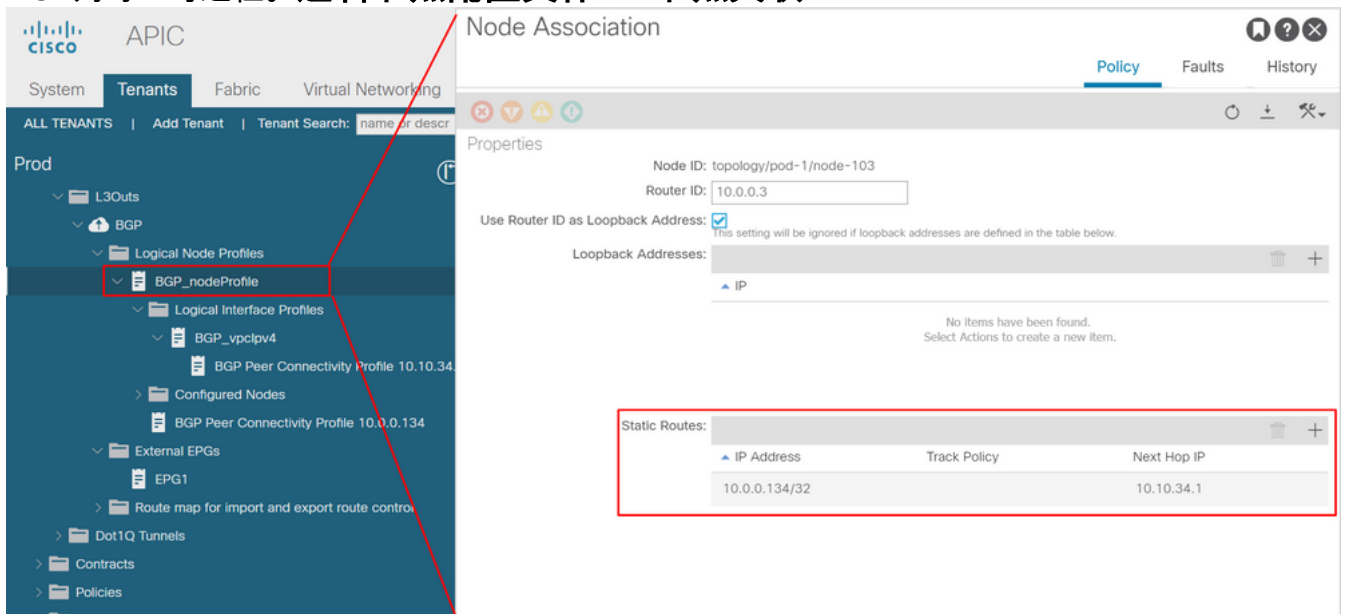 CISCO
APIC
System Tenants Fabric Virtual Networking
ALL TENANTS | Add Tenant | Tenant Search: name or descr
Prod
L3Outs
BGP
Logical Node Profiles
BGP_nodeProfile
Logical Interface Profiles
BGP_vpcIpv4
BGP Peer Connectivity Profile 10.10.34.
Configured Nodes
BGP Peer Connectivity Profile 10.0.0.134
External EPGs
EPG1
Route map for import and export route control
Dot1Q Tunnels
Contracts
Policies
Node Association
Policy Faults History
Properties
Node ID: topology/pod-1/node-103
Router ID: 10.0.0.3
Use Router ID as Loopback Address:
This setting will be ignored if loopback addresses are defined in the table below.
Loopback Addresses:
IP
No items have been found.
Select Actions to create a new item.
Static Routes:
IP Address Track Policy Next Hop IP
10.0.0.134/32 10.10.34.1